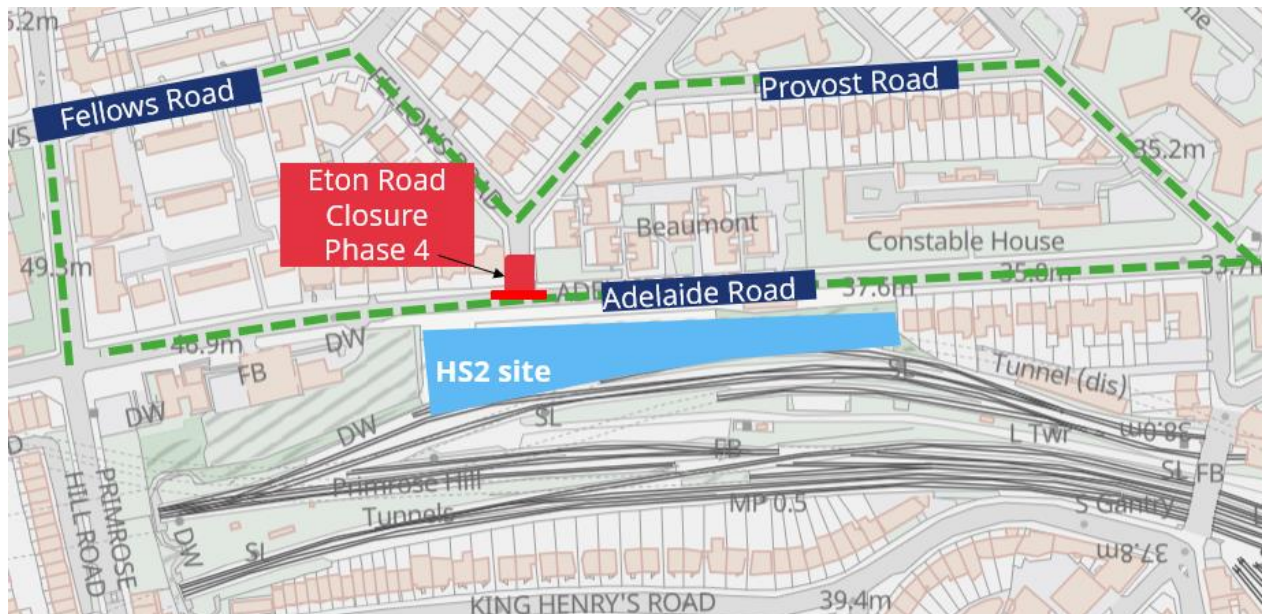 5.2m
Fellows Road
FELLOWS ROAD
Provost Road
35.2m
Eton Road
Closure
Phase 4
Beaumont
Constable House
49.3m
35.8m
33.7m
Adelaide Road
37.6m
46.9m
DW
FB
HS2 site
DW
DW
SL
SL
Tunnel (dis)
L Twr
38.0m
FB
SL
FB
Primrose Hill
Tunnels
MP 0.5
S Gantry
PRIMROSE
HILL ROAD
DW
SL
37.8m
KING HENRY'S ROAD
39.4m